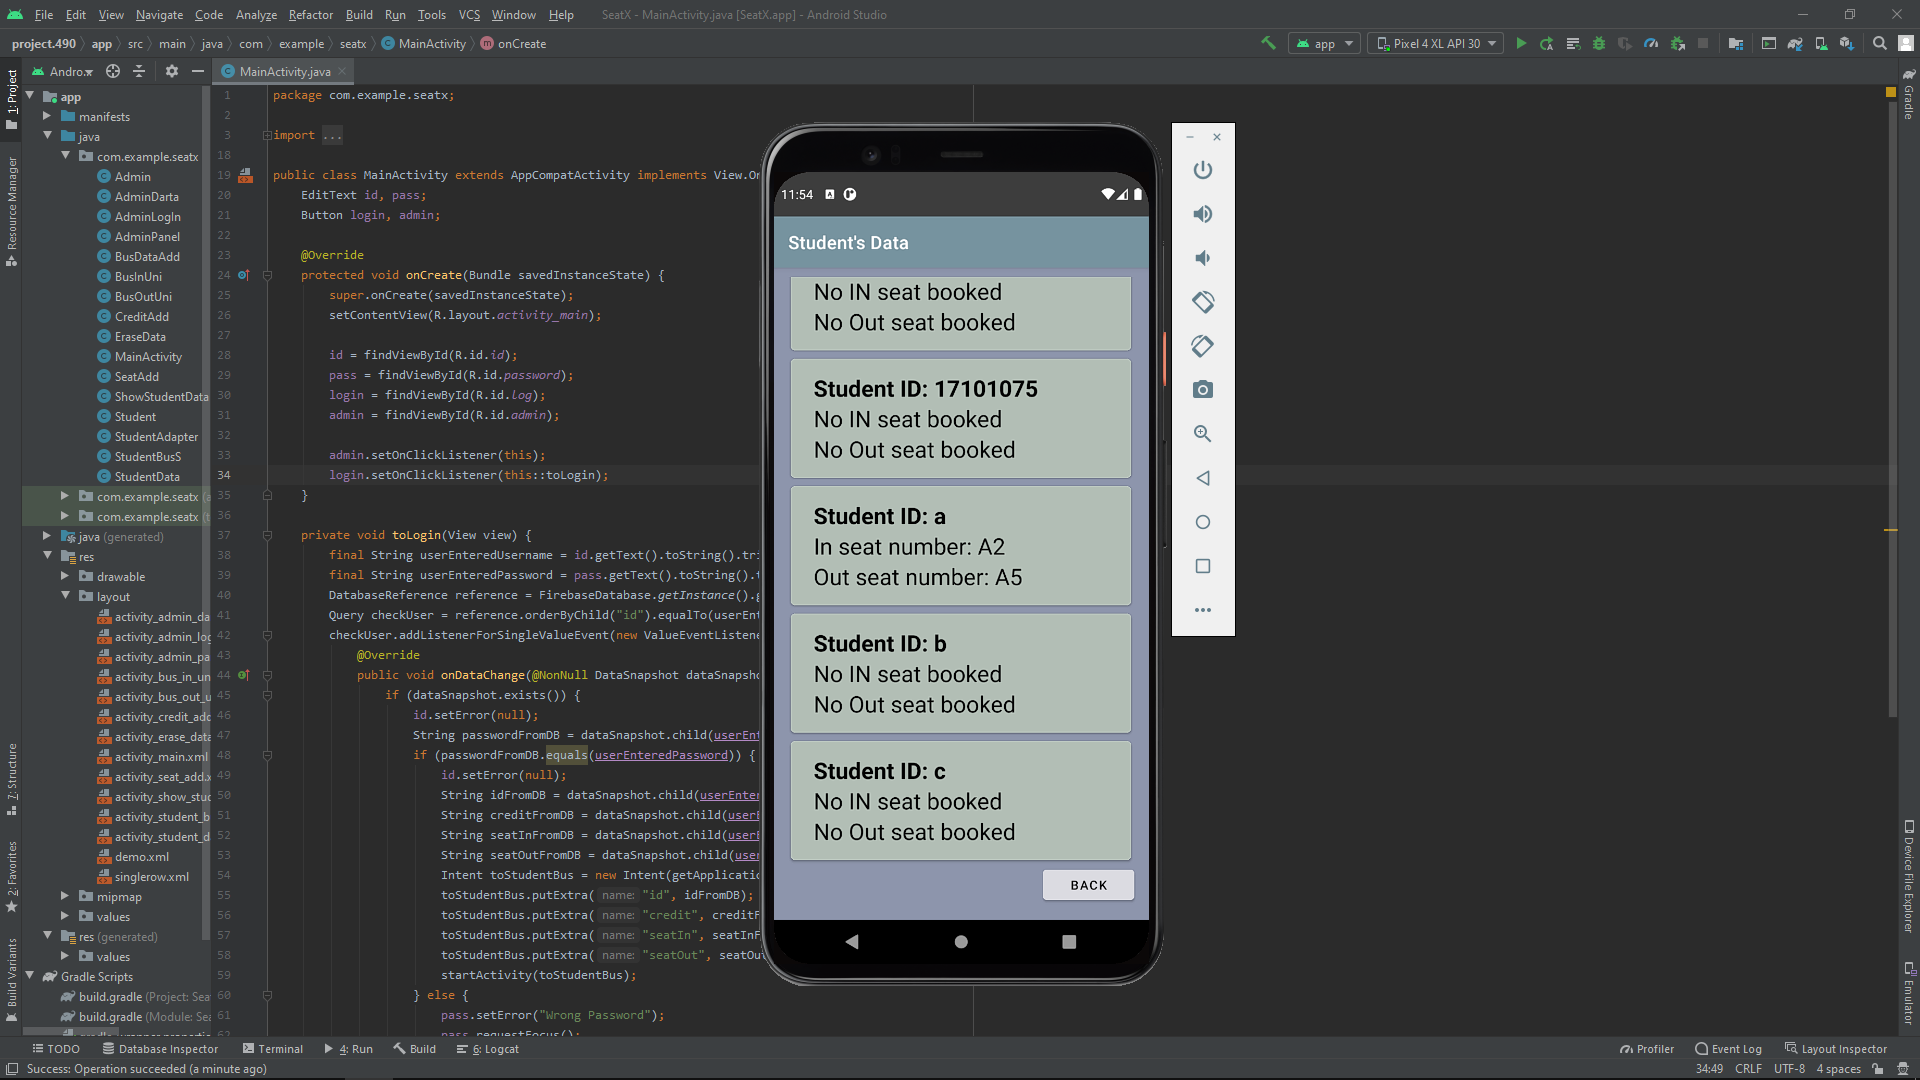 File Edit View Navigate Code Analyze Refactor Build Run Tools VCS Window Help SeatX - MainActivity.java [SeatX.app] - Android Studio
project.490 app src main java com example seatx MainActivity onCreate app Pixel 4 XL API 30
Andro... MainActivity.java
1: Project
Resource Manager
7: Structure
2: Favorites
Build Variants
app
manifests
java
com.example.seatx
Admin
AdminDarta
AdminLogIn
AdminPanel
BusDataAdd
BusInUni
BusOutUni
CreditAdd
EraseData
MainActivity
SeatAdd
ShowStudentData
Student
StudentAdapter
StudentBusS
StudentData
com.example.seatx (a
com.example.seatx (t
java (generated)
res
drawable
layout
activity_admin_da
activity_admin_log
activity_admin_pa
activity_bus_in_un
activity_bus_out_u
activity_credit_add
activity_erase_data
activity_main.xml
activity_seat_add.x
activity_show_stud
activity_student_b
activity_student_d
demo.xml
singlerow.xml
mipmap
values
res (generated)
values
Gradle Scripts
build.gradle (Project: Sea
build.gradle (Module: Sea
1 package com.example.seatx;
2
3 import ...
18
19 public class MainActivity extends AppCompatActivity implements View.On
20 EditText id, pass;
21 Button login, admin;
22
23 @Override
24 protected void onCreate(Bundle savedInstanceState) {
25 super.onCreate(savedInstanceState);
26 setContentView(R.layout.activity_main);
27
28 id = findViewById(R.id.id);
29 pass = findViewById(R.id.password);
30 login = findViewById(R.id.log);
31 admin = findViewById(R.id.admin);
32
33 admin.setOnClickListener(this);
34 login.setOnClickListener(this::toLogin);
35 }
36
37 private void toLogin(View view) {
38 final String userEnteredUsername = id.getText().toString().tri
39 final String userEnteredPassword = pass.getText().toString().t
40 DatabaseReference reference = FirebaseDatabase.getInstance().g
41 Query checkUser = reference.orderByChild("id").equalTo(userEnt
42 checkUser.addListenerForSingleValueEvent(new ValueEventListene
43 @Override
44 public void onDataChange(@NonNull DataSnapshot dataSnapsho
45 if (dataSnapshot.exists()) {
46 id.setError(null);
47 String passwordFromDB = dataSnapshot.child(userEnt
48 if (passwordFromDB.equals(userEnteredPassword)) {
49 id.setError(null);
50 String idFromDB = dataSnapshot.child(userEnter
51 String creditFromDB = dataSnapshot.child(userE
52 String seatInFromDB = dataSnapshot.child(userE
53 String seatOutFromDB = dataSnapshot.child(user
54 Intent toStudentBus = new Intent(getApplicatio
55 toStudentBus.putExtra( name: "id", idFromDB);
56 toStudentBus.putExtra( name: "credit", creditF
57 toStudentBus.putExtra( name: "seatIn", seatInF
58 toStudentBus.putExtra( name: "seatOut", seatOu
59 startActivity(toStudentBus);
60 } else {
61 pass.setError("Wrong Password");
62 pass.requestFocus();
11:54
Student's Data
No IN seat booked
No Out seat booked
Student ID: 17101075
No IN seat booked
No Out seat booked
Student ID: a
In seat number: A2
Out seat number: A5
Student ID: b
No IN seat booked
No Out seat booked
Student ID: c
No IN seat booked
No Out seat booked
BACK
Gradle
Device File Explorer
Emulator
TODO Database Inspector Terminal 4: Run Build 6: Logcat Profiler Event Log Layout Inspector
Success: Operation succeeded (a minute ago) 34:49 CRLF UTF-8 4 spaces